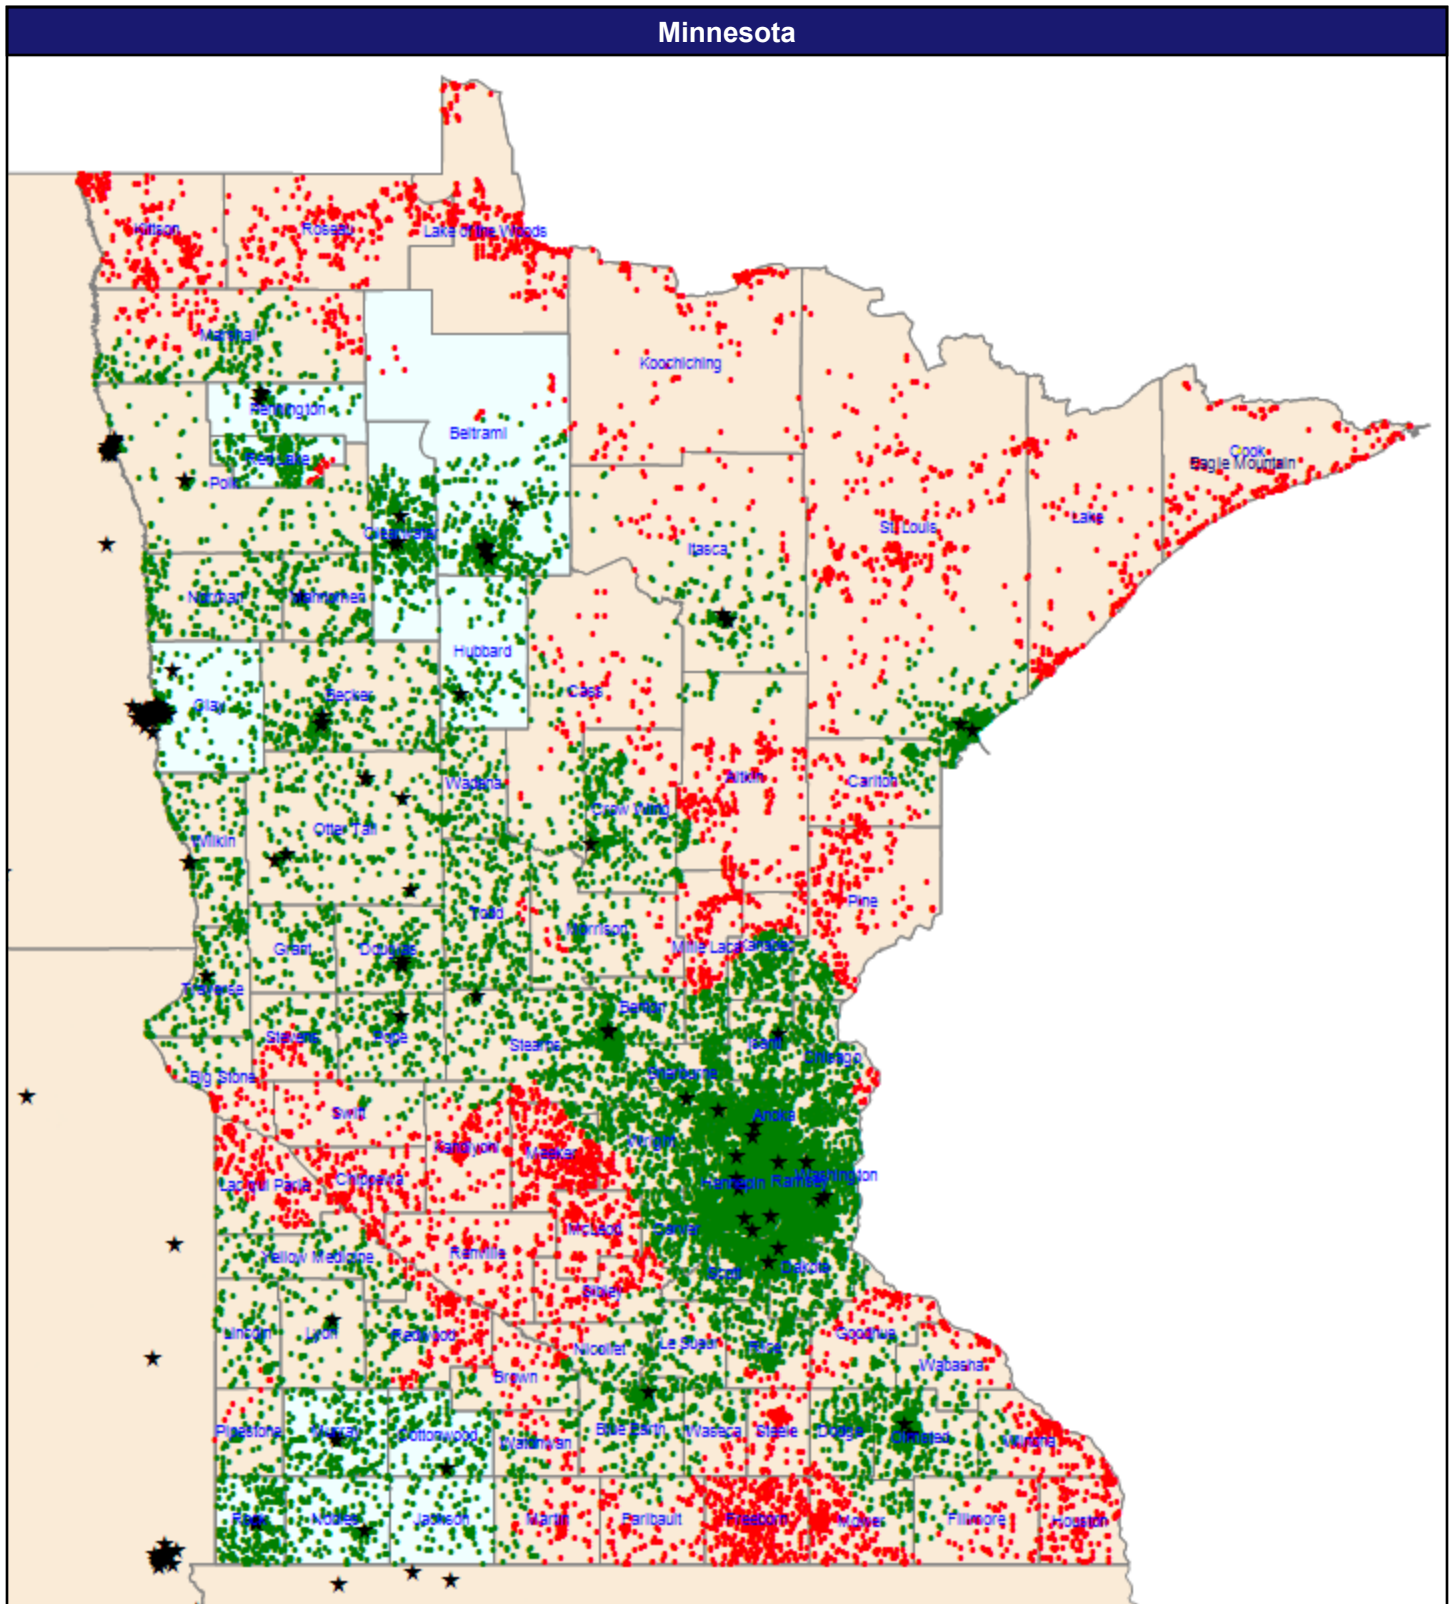 Minnesota
Kittson
Roseau
Lake of the Woods
Marshall
Koochiching
Pennington
Beltrami
Red Lake
Polk
Cook
Eagle Mountain
Clearwater
St. Louis
Lake
Itasca
Norman
Mahnomen
Hubbard
Clay
Becker
Cass
Wadena
Aitkin
Carlton
Otter Tail
Crow Wing
Wilkin
Pine
Todd
Morrison
Grant
Douglas
Mille Lacs
Kanabec
Traverse
Benton
Stevens
Pope
Stearns
Isanti
Chisago
Big Stone
Sherburne
Swift
Anoka
Kandiyohi
Meeker
Wright
Lac qui Parle
Chippewa
Hennepin
Ramsey
Washington
McLeod
Carver
Yellow Medicine
Renville
Scott
Dakota
Sibley
Lincoln
Lyon
Redwood
Nicollet
Le Sueur
Rice
Goodhue
Wabasha
Brown
Pipestone
Murray
Cottonwood
Watonwan
Blue Earth
Waseca
Steele
Dodge
Olmsted
Winona
Rock
Nobles
Jackson
Martin
Faribault
Freeborn
Mower
Fillmore
Houston